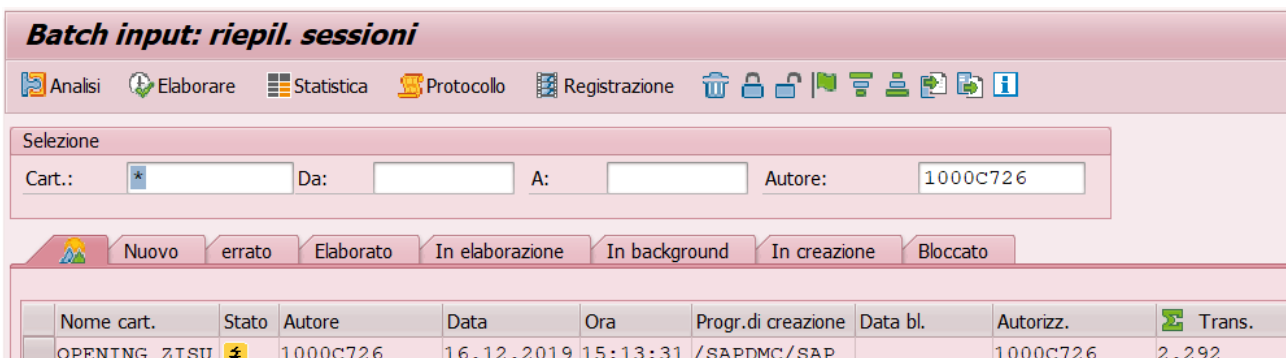 Batch input: riepil. sessioni
Analisi Elaborare Statistica Protocollo Registrazione
Selezione
Cart.: * Da: A: Autore: 1000C726
Nuovo errato Elaborato In elaborazione In background In creazione Bloccato
Nome cart. Stato Autore Data Ora Progr.di creazione Data bl. Autorizz. Trans.
OPENING ZISU 1000C726 16.12.2019 15:13:31 /SAPDMC/SAP 1000C726 2.292